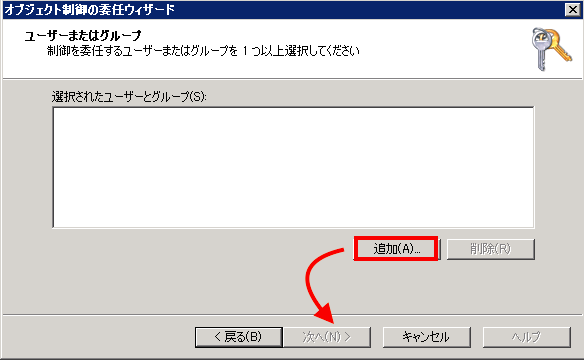 オブジェクト制御の委任ウィザード
ユーザーまたはグループ
制御を委任するユーザーまたはグループを 1 つ以上選択してください
選択されたユーザーとグループ(S):
追加(A)... 削除(R)
< 戻る(B) 次へ(N) > キャンセル ヘルプ